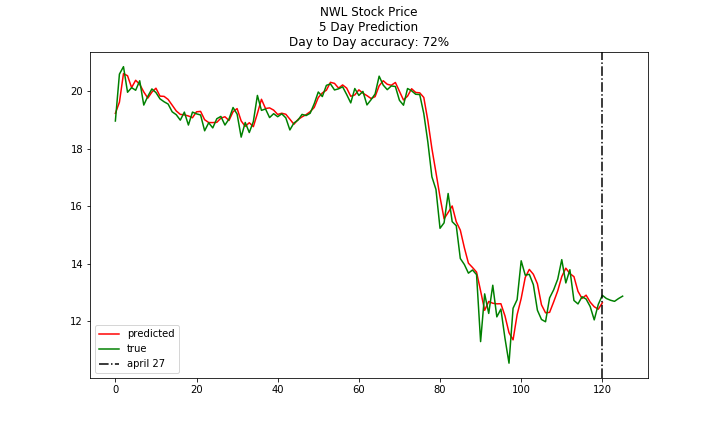 NWL Stock Price
5 Day Prediction
Day to Day accuracy: 72%
20
18
16
14
12
predicted
true
april 27
0
20
40
60
80
100
120